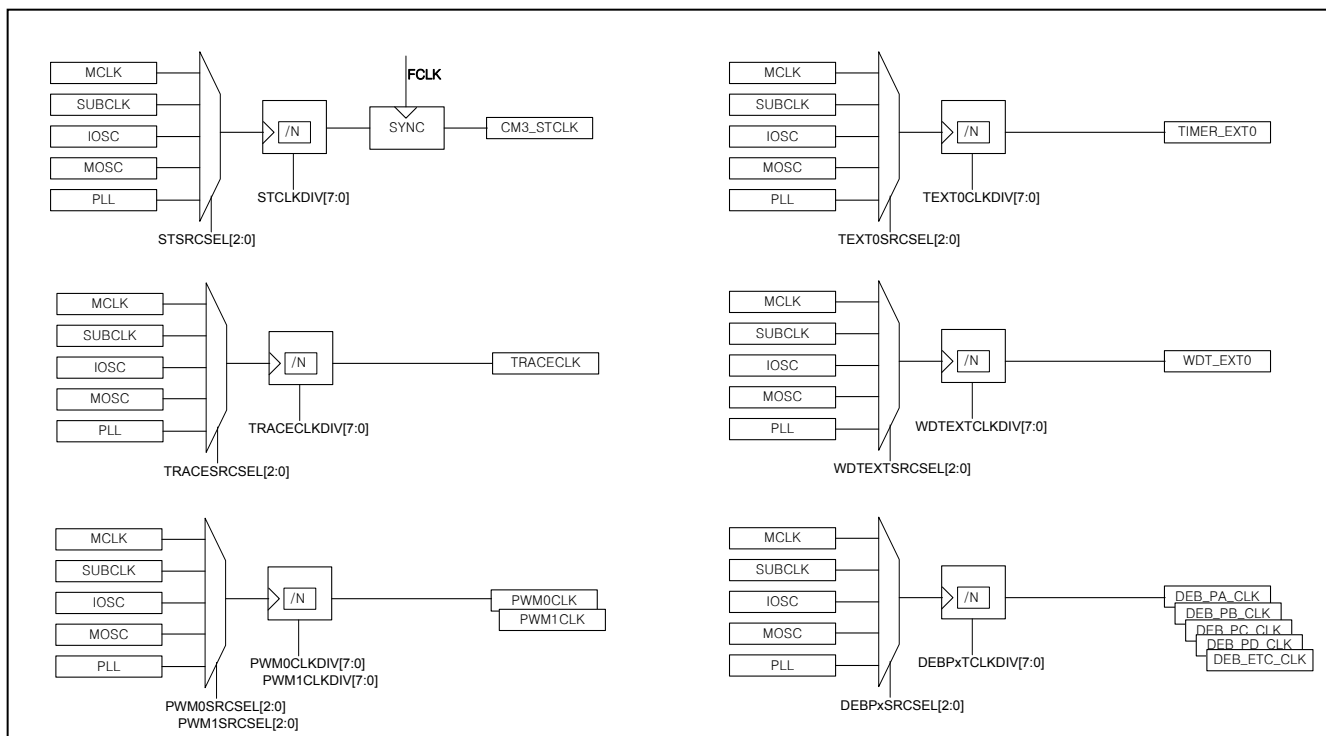 MCLK
SUBCLK
IOSC
MOSC
PLL
STSRCSEL[2:0]
/N
STCLKDIV[7:0]
FCLK
SYNC
CM3_STCLK
MCLK
SUBCLK
IOSC
MOSC
PLL
TEXT0SRCSEL[2:0]
/N
TEXT0CLKDIV[7:0]
TIMER_EXT0
MCLK
SUBCLK
IOSC
MOSC
PLL
TRACESRCSEL[2:0]
/N
TRACECLKDIV[7:0]
TRACECLK
MCLK
SUBCLK
IOSC
MOSC
PLL
WDTEXTSRCSEL[2:0]
/N
WDTEXTCLKDIV[7:0]
WDT_EXT0
MCLK
SUBCLK
IOSC
MOSC
PLL
PWM0SRCSEL[2:0]
PWM1SRCSEL[2:0]
/N
PWM0CLKDIV[7:0]
PWM1CLKDIV[7:0]
PWM0CLK
PWM1CLK
MCLK
SUBCLK
IOSC
MOSC
PLL
DEBPxSRCSEL[2:0]
/N
DEBPxTCLKDIV[7:0]
DEB_PA_CLK
DEB_PB_CLK
DEB_PC_CLK
DEB_PD_CLK
DEB_ETC_CLK